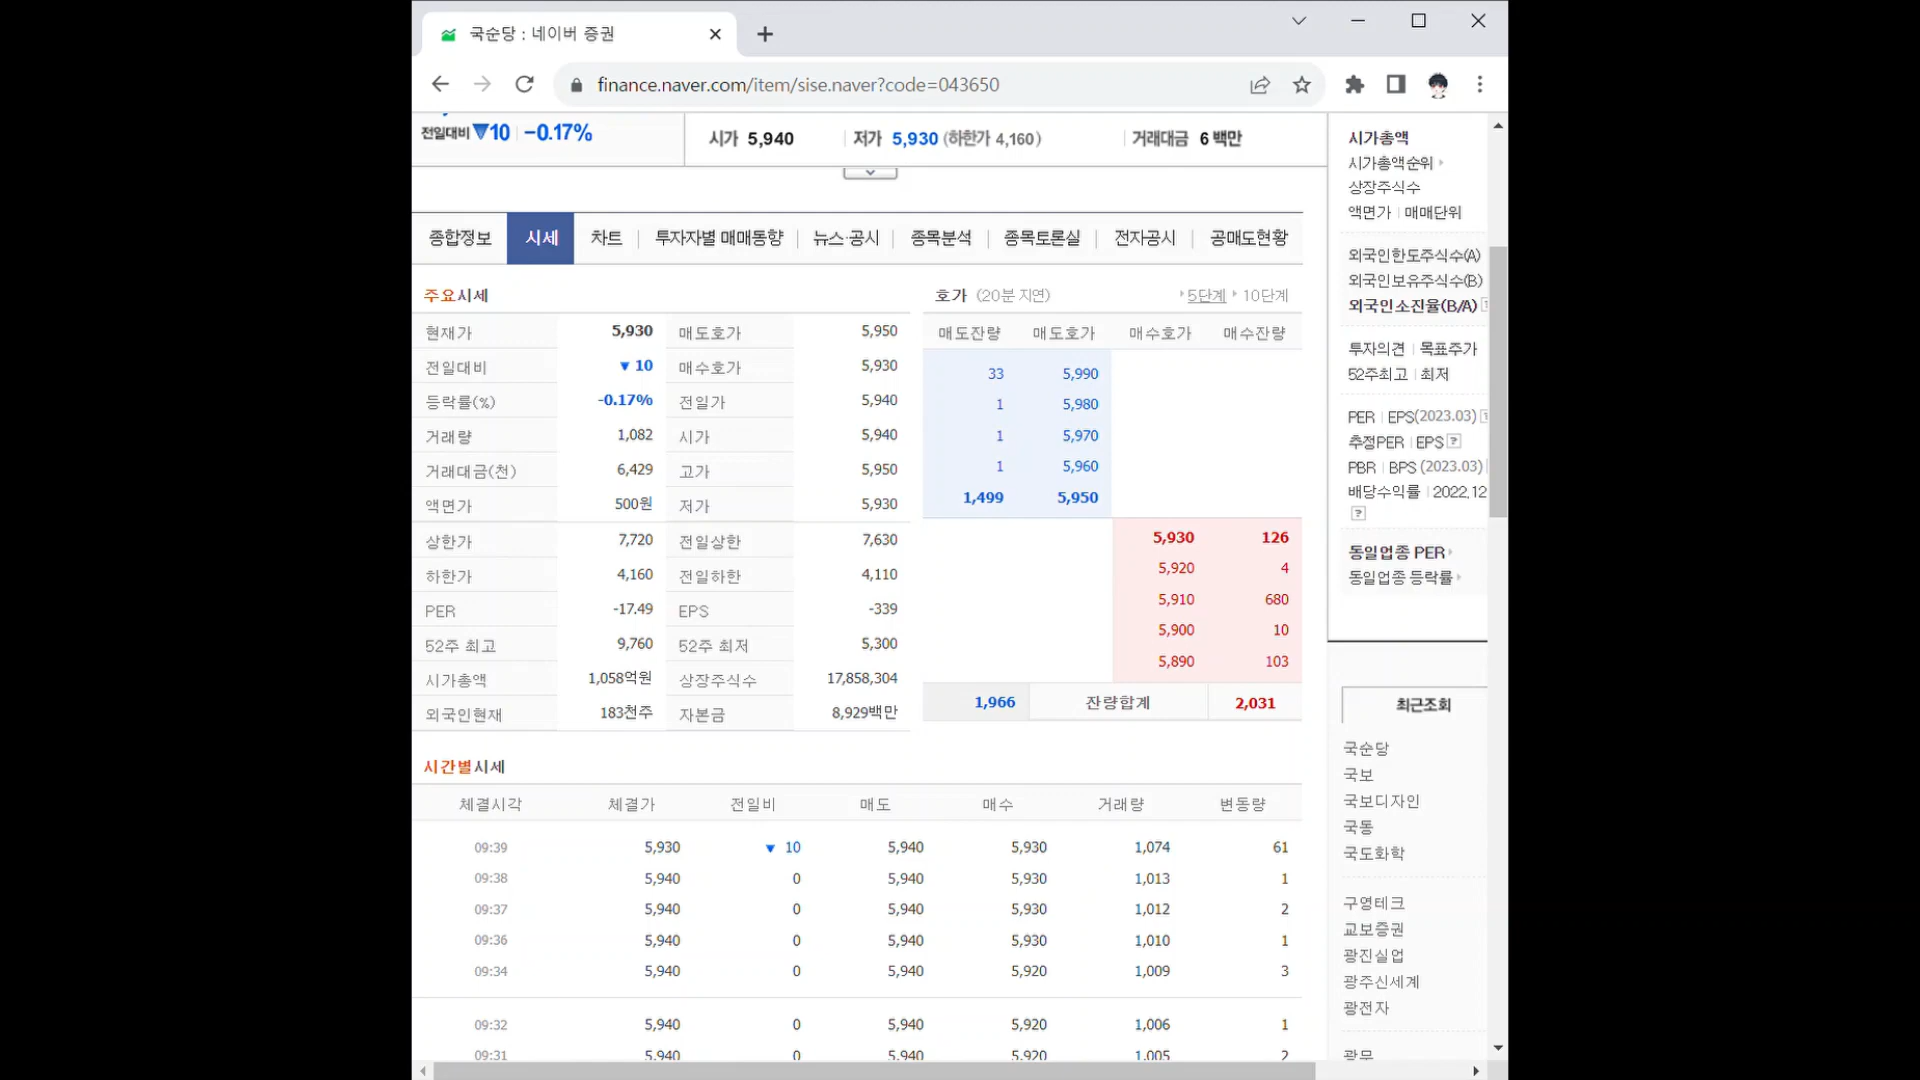 국순당 : 네이버 증권
finance.naver.com/item/sise.naver?code=043650
전일대비 ▼10 | -0.17%
시가 5,940 | 저가 5,930 (하한가 4,160) | 거래대금 6 백만
종합정보 시세 차트 | 투자자별 매매동향 | 뉴스·공시 | 종목분석 | 종목토론실 | 전자공시 | 공매도현황
주요시세
현재가 5,930 매도호가 5,950
전일대비 ▼ 10 매수호가 5,930
등락률(%) -0.17% 전일가 5,940
거래량 1,082 시가 5,940
거래대금(천) 6,429 고가 5,950
액면가 500원 저가 5,930
상한가 7,720 전일상한 7,630
하한가 4,160 전일하한 4,110
PER -17.49 EPS -339
52주 최고 9,760 52주 최저 5,300
시가총액 1,058억원 상장주식수 17,858,304
외국인현재 183천주 자본금 8,929백만
호가 (20분 지연) 5단계 10단계
매도잔량 매도호가 매수호가 매수잔량
33 5,990
1 5,980
1 5,970
1 5,960
1,499 5,950
5,930 126
5,920 4
5,910 680
5,900 10
5,890 103
1,966 잔량합계 2,031
시간별시세
체결시각 체결가 전일비 매도 매수 거래량 변동량
09:39 5,930 ▼ 10 5,940 5,930 1,074 61
09:38 5,940 0 5,940 5,930 1,013 1
09:37 5,940 0 5,940 5,930 1,012 2
09:36 5,940 0 5,940 5,930 1,010 1
09:34 5,940 0 5,940 5,920 1,009 3
09:32 5,940 0 5,940 5,920 1,006 1
09:31 5,940 0 5,940 5,920 1,005 2
시가총액
시가총액순위
상장주식수
액면가 | 매매단위
외국인한도주식수(A)
외국인보유주식수(B)
외국인소진율(B/A)
투자의견 | 목표주가
52주최고 | 최저
PER | EPS(2023.03)
추정PER | EPS ?
PBR | BPS (2023.03)
배당수익률 | 2022.12
?
동일업종 PER
동일업종 등락률
최근조회
국순당
국보
국보디자인
국동
국도화학
구영테크
교보증권
광진실업
광주신세계
광전자
광무